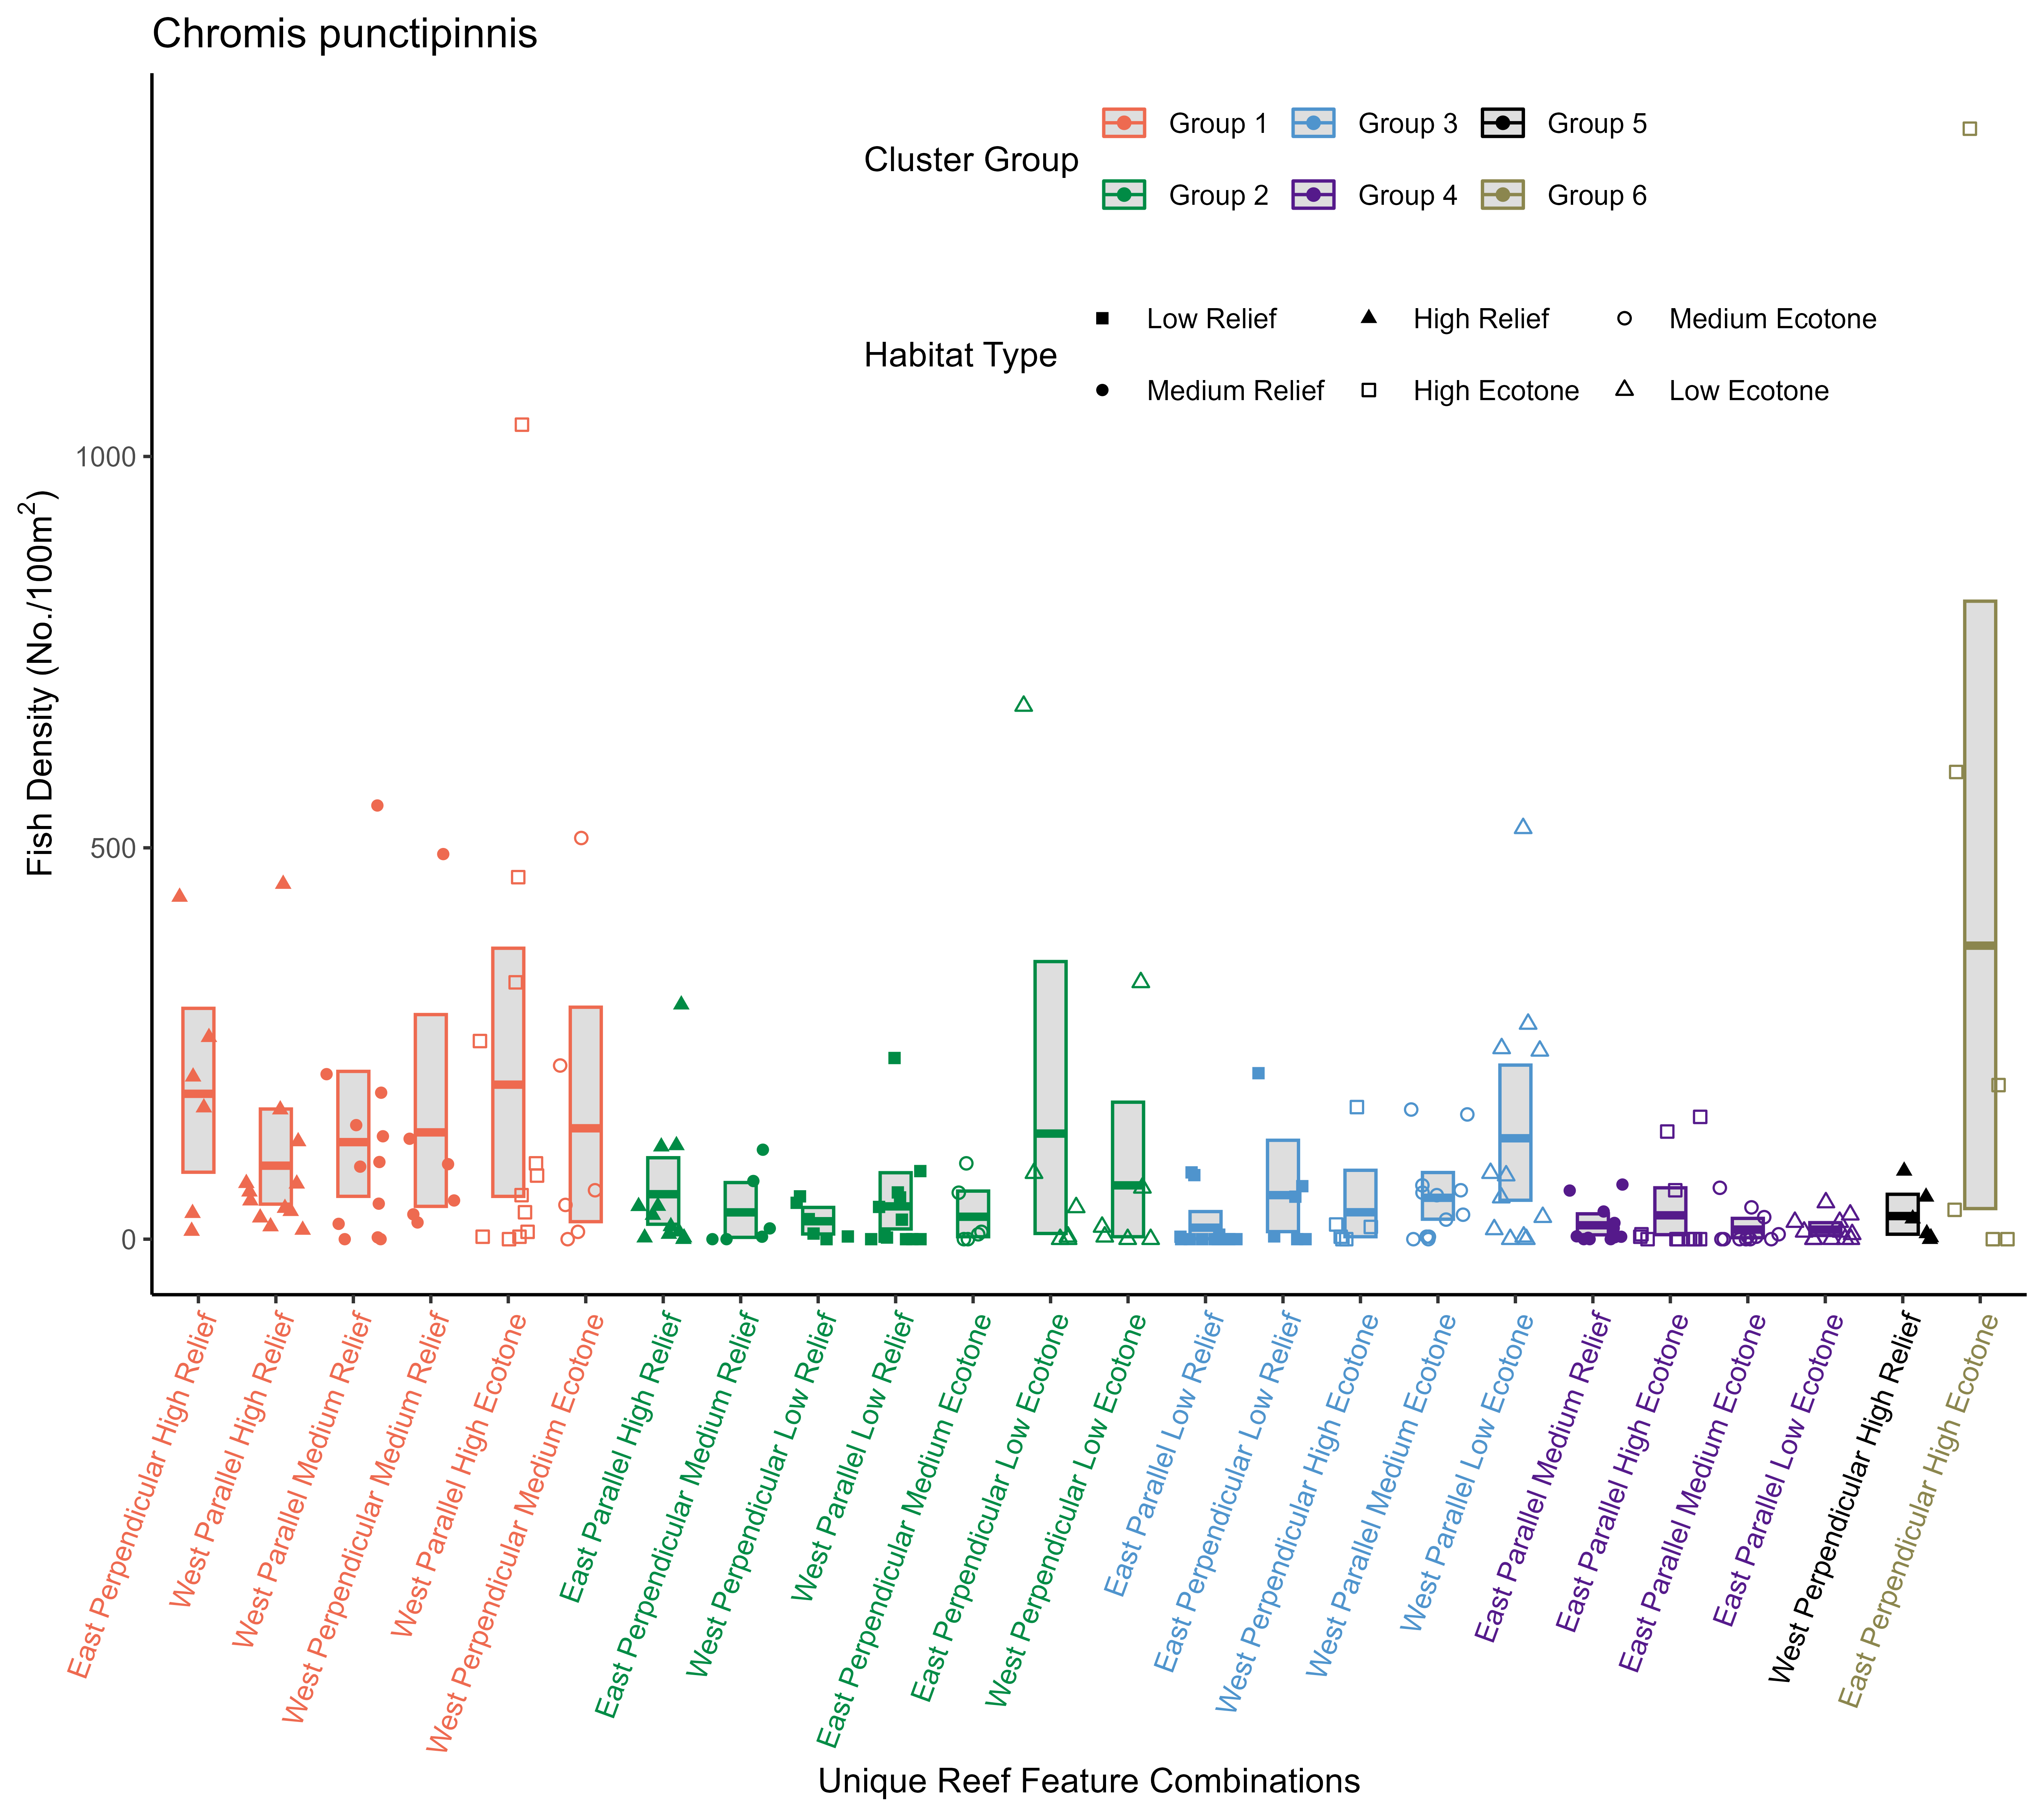 Chromis punctipinnis
Cluster Group
Group 1
Group 3
Group 5
Group 2
Group 4
Group 6
Habitat Type
Low Relief
High Relief
Medium Ecotone
Medium Relief
High Ecotone
Low Ecotone
Fish Density (No./100m²)
1000
500
0
East Perpendicular High Relief
West Parallel High Relief
West Parallel Medium Relief
West Perpendicular Medium Relief
West Parallel High Ecotone
West Perpendicular Medium Ecotone
East Parallel High Relief
East Perpendicular Medium Relief
West Perpendicular Low Relief
West Parallel Low Relief
East Perpendicular Medium Ecotone
East Perpendicular Low Ecotone
West Perpendicular Low Ecotone
East Parallel Low Relief
East Perpendicular Low Relief
West Perpendicular High Ecotone
West Parallel Medium Ecotone
West Parallel Low Ecotone
East Parallel Medium Relief
East Parallel High Ecotone
East Parallel Medium Ecotone
East Parallel Low Ecotone
West Perpendicular High Relief
East Perpendicular High Ecotone
Unique Reef Feature Combinations